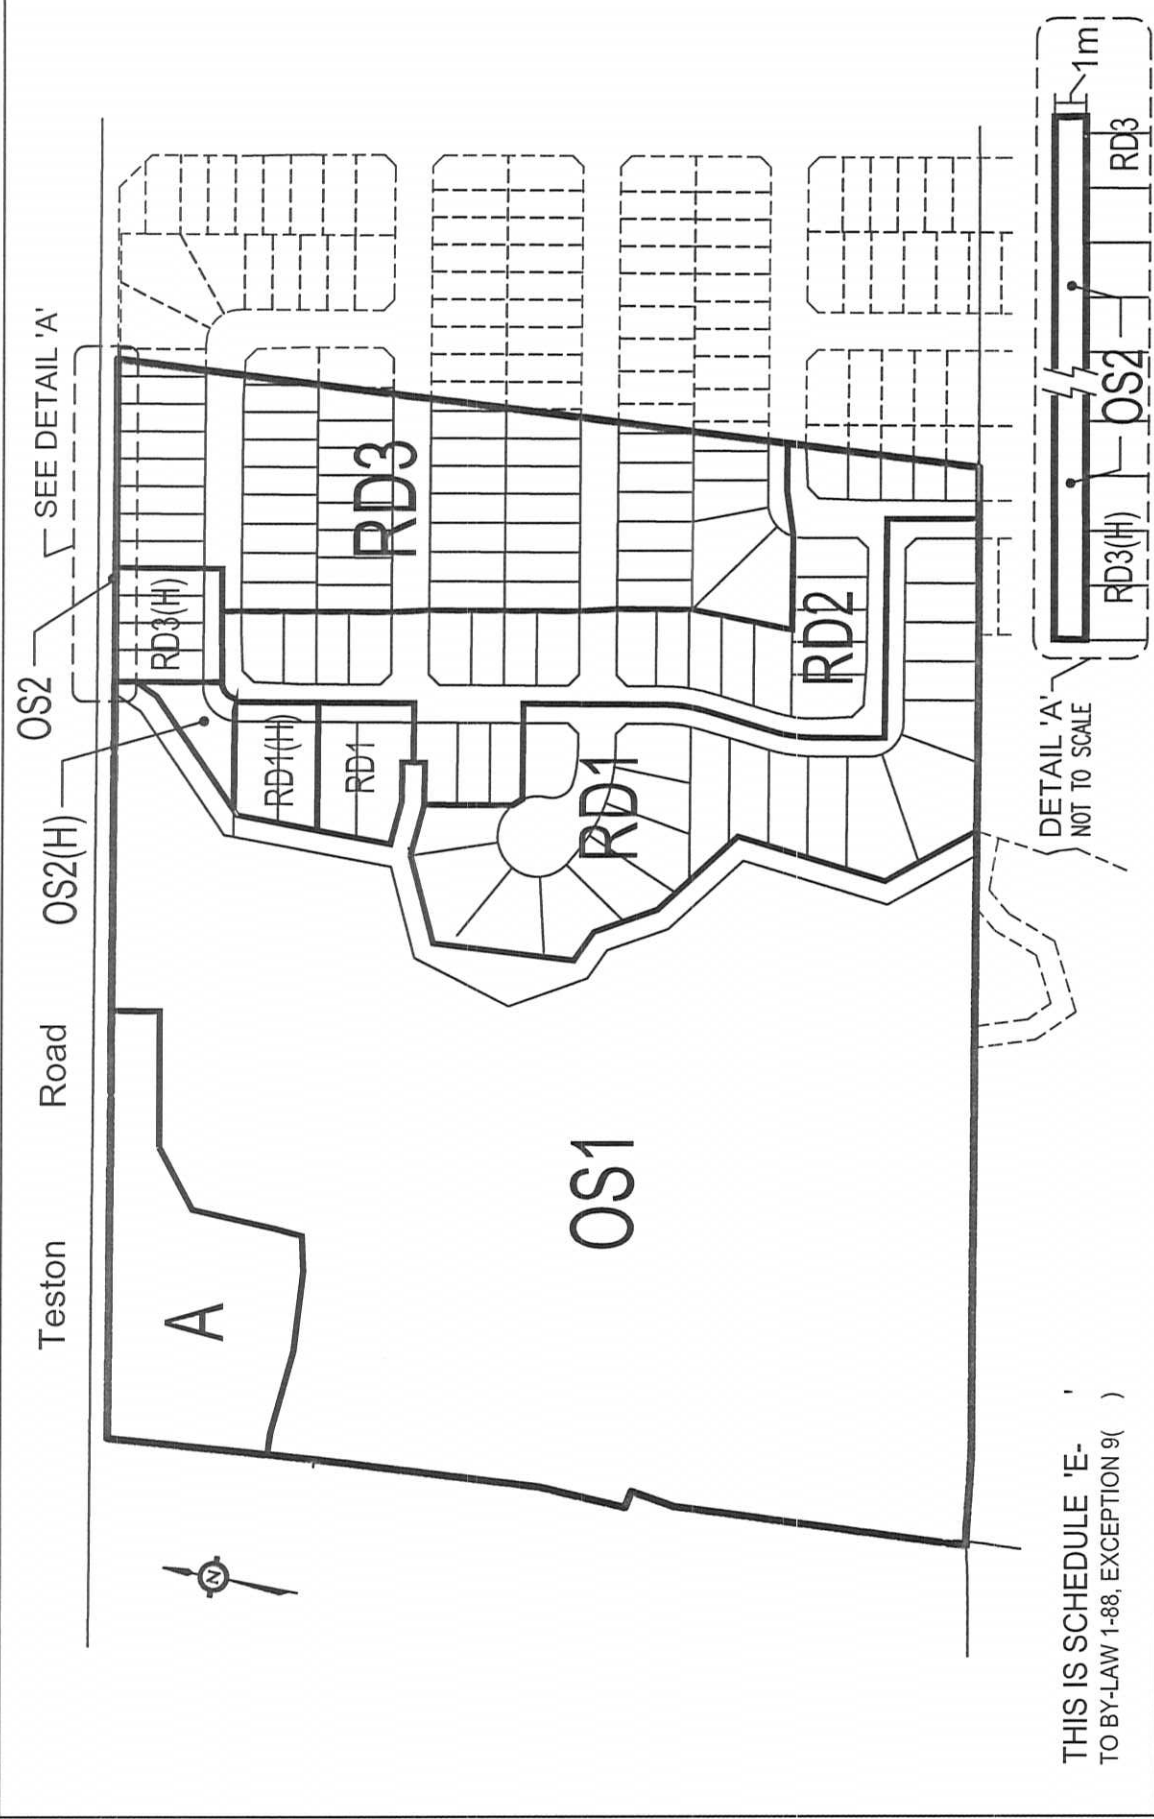 Teston Road
OS2(H)
OS2
SEE DETAIL 'A'
N
A
OS1
RD1(H)
RD1
RD1
RD3(H)
RD3
RD2
DETAIL 'A'
NOT TO SCALE
RD3(H)
OS2
RD3
1m
THIS IS SCHEDULE 'E- '
TO BY-LAW 1-88, EXCEPTION 9( )